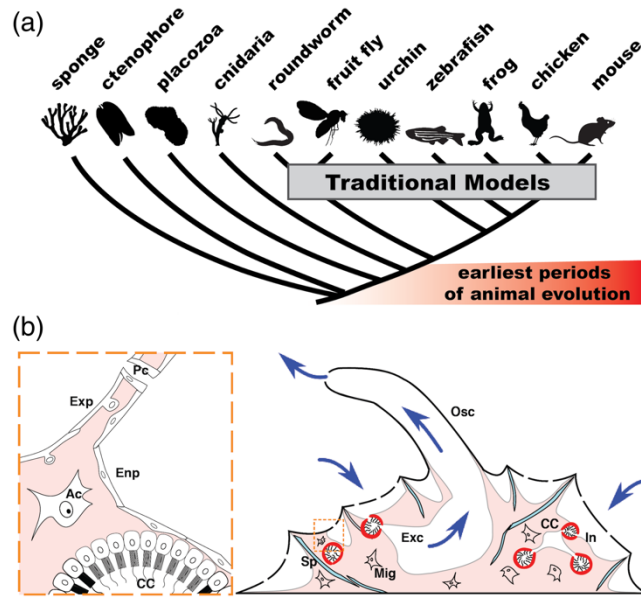 (a)
sponge
ctenophore
placozoa
cnidaria
roundworm
fruit fly
urchin
zebrafish
frog
chicken
mouse
Traditional Models
earliest periods
of animal evolution
(b)
Pc
Exp
Enp
Ac
CC
Osc
Exc
CC
In
Sp
Mig